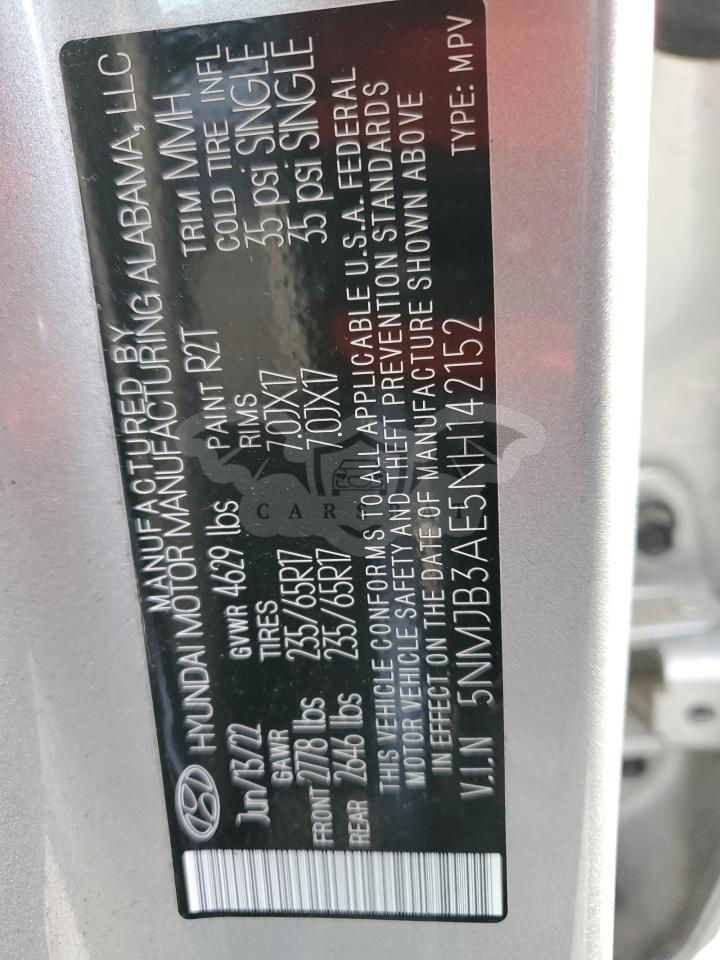 MANUFACTURED BY
HYUNDAI MOTOR MANUFACTURING ALABAMA, LLC
Jun/13/22 GVWR 4629 lbs PAINT R2T TRIM MMH
GAWR TIRES RIMS COLD TIRE INFL
FRONT 2778 lbs 235/65R17 7.0JX17 35 psi SINGLE
REAR 2646 lbs 235/65R17 7.0JX17 35 psi SINGLE
THIS VEHICLE CONFORMS TO ALL APPLICABLE U.S.A. FEDERAL
MOTOR VEHICLE SAFETY AND THEFT PREVENTION STANDARDS
IN EFFECT ON THE DATE OF MANUFACTURE SHOWN ABOVE
V.I.N 5NMJB3AE5NH142152 TYPE: MPV